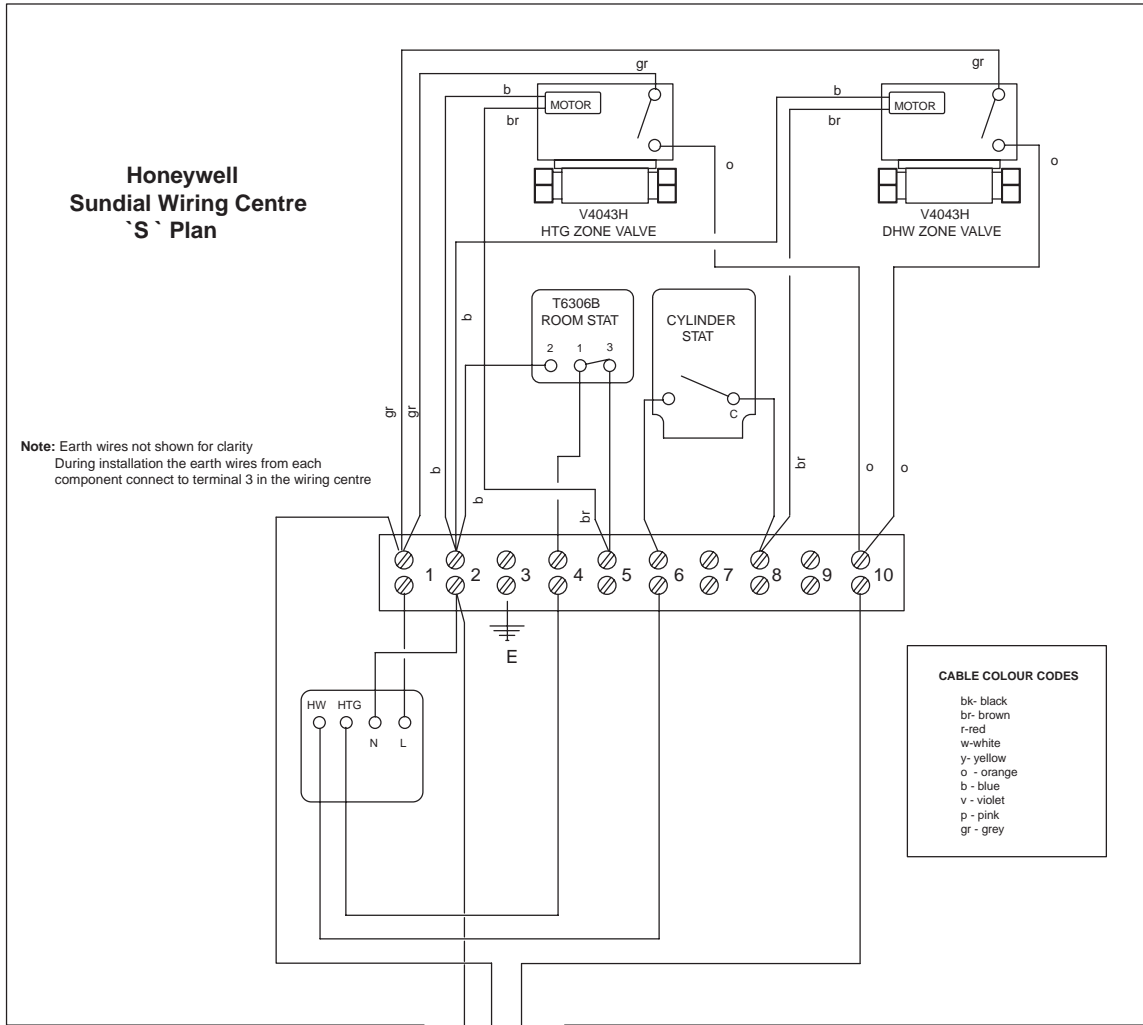 gr
gr
b
MOTOR
br
b
MOTOR
br
Honeywell
Sundial Wiring Centre
`S ` Plan
o
o
V4043H
HTG ZONE VALVE
V4043H
DHW ZONE VALVE
T6306B
ROOM STAT
2 1 3
CYLINDER
STAT
C
b
gr
gr
Note: Earth wires not shown for clarity
During installation the earth wires from each
component connect to terminal 3 in the wiring centre
b
b
br
br
o
o
1 2 3 4 5 6 7 8 9 10
E
HW HTG
N L
CABLE COLOUR CODES
bk- black
br- brown
r-red
w-white
y- yellow
o - orange
b - blue
v - violet
p - pink
gr - grey